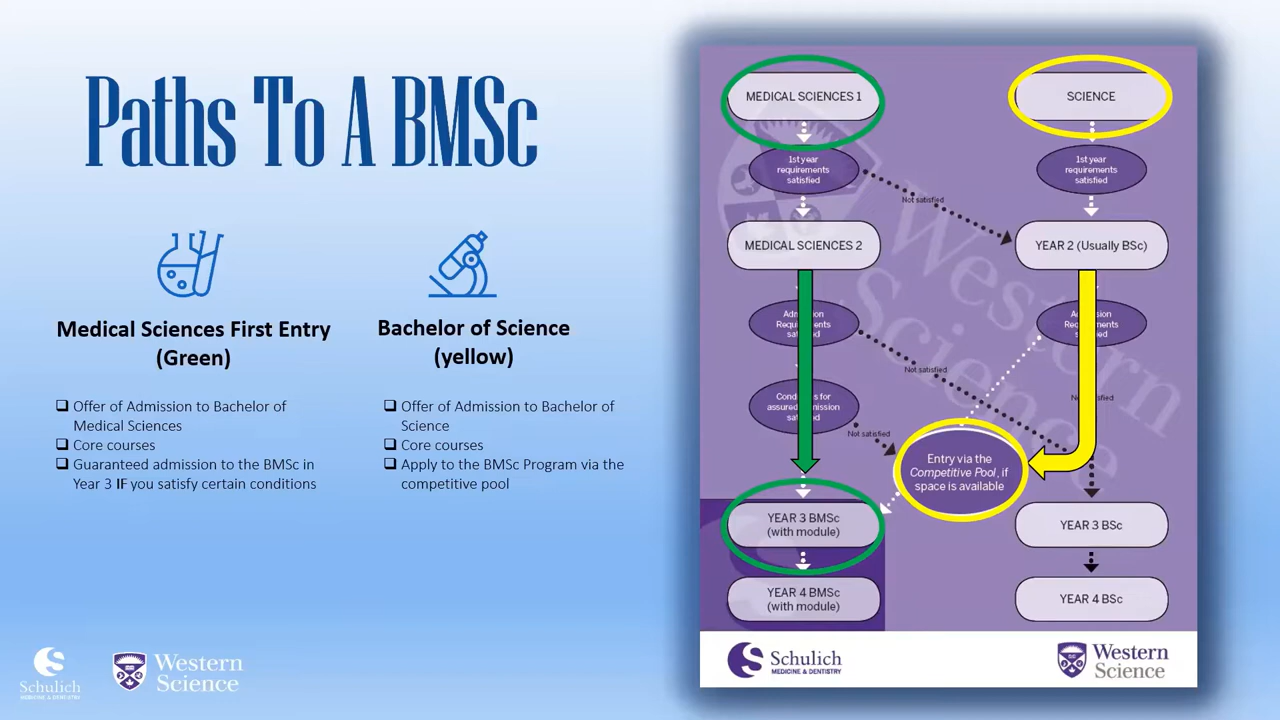 Paths To A BMSc
Medical Sciences First Entry
(Green)
❑ Offer of Admission to Bachelor of
Medical Sciences
❑ Core courses
❑ Guaranteed admission to the BMSc in
Year 3 IF you satisfy certain conditions
Bachelor of Science
(yellow)
❑ Offer of Admission to Bachelor of
Science
❑ Core courses
❑ Apply to the BMSc Program via the
competitive pool
Schulich
MEDICINE & DENTISTRY
Western
Science
MEDICAL SCIENCES 1
SCIENCE
1st year
requirements
satisfied
1st year
requirements
satisfied
Not satisfied
MEDICAL SCIENCES 2
YEAR 2 (Usually BSc)
Not satisfied
Not satisfied
Entry via the
Competitive Pool, if
space is available
YEAR 3 BMSc
(with module)
YEAR 3 BSc
YEAR 4 BMSc
(with module)
YEAR 4 BSc
Western
Science
Schulich
MEDICINE & DENTISTRY
Western
Science